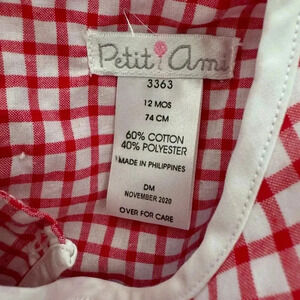 Petit Ami
3363
12 MOS
74 CM
60% COTTON
40% POLYESTER
MADE IN PHILIPPINES
DM
NOVEMBER 2020
OVER FOR CARE